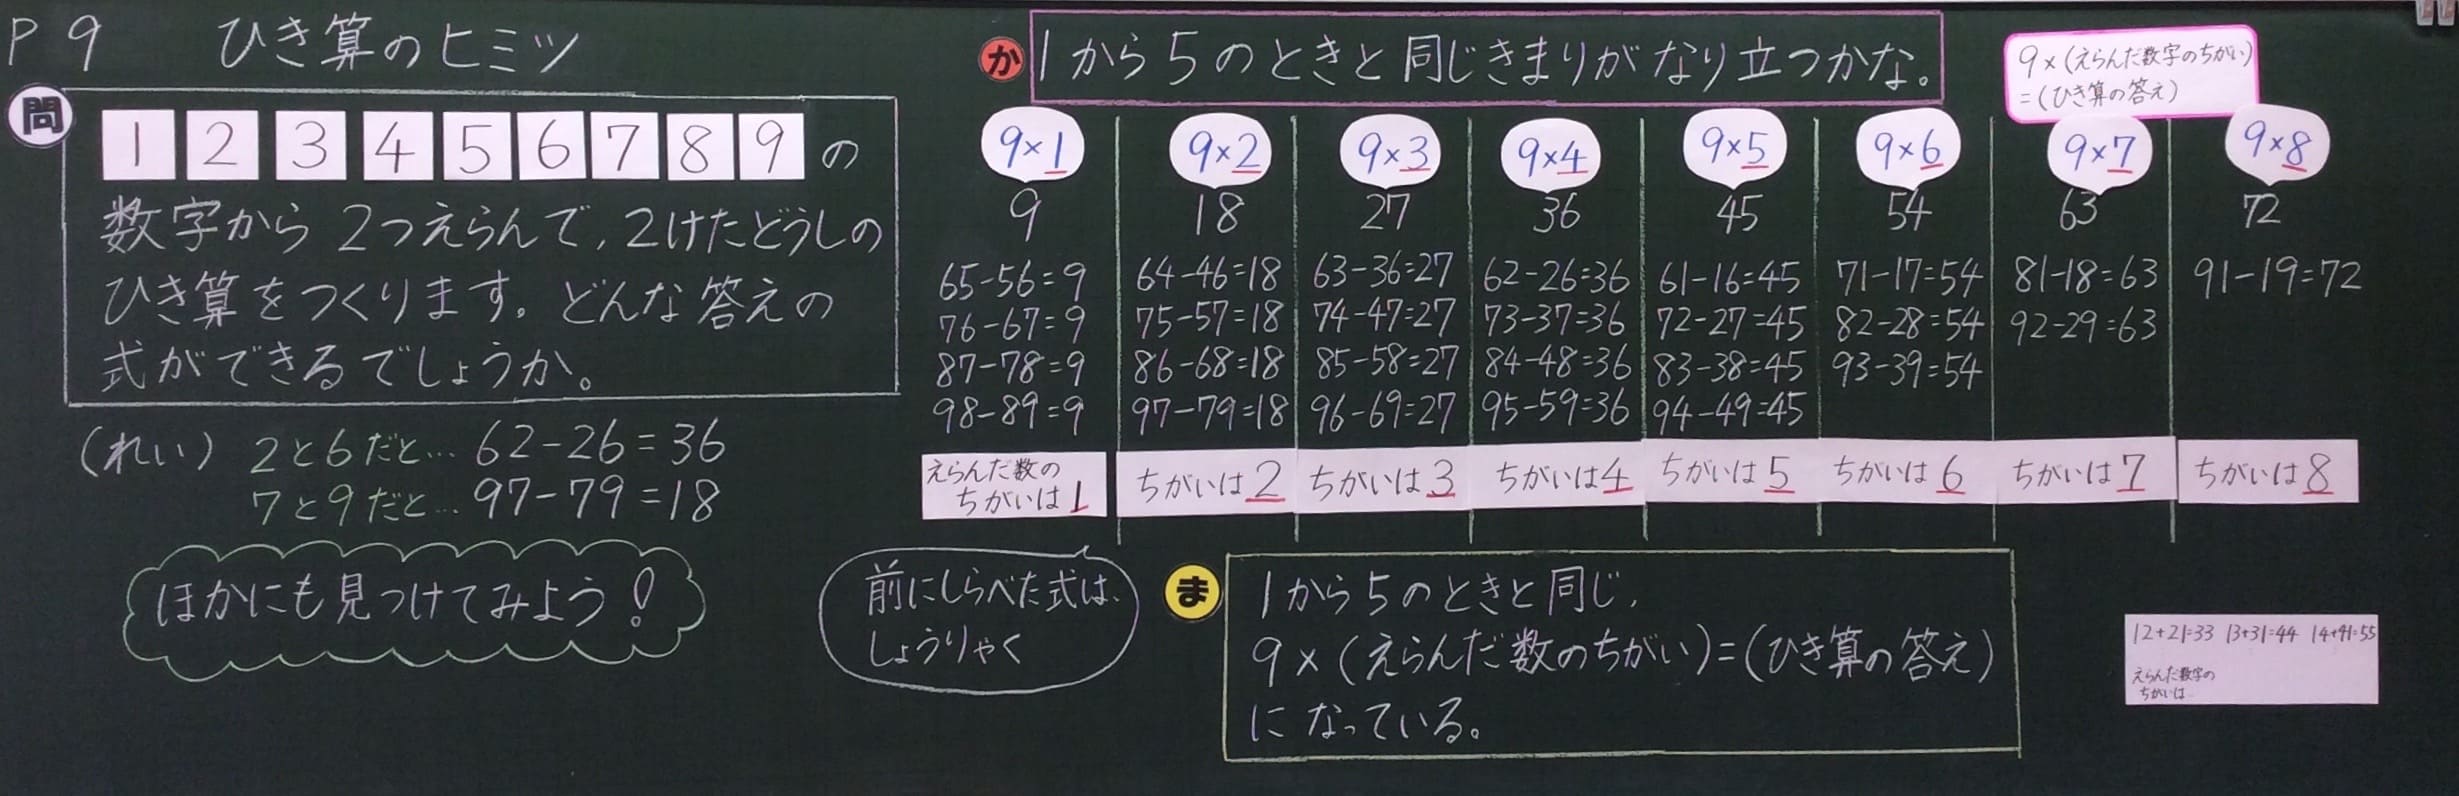 P9 ひき算のヒミツ
問
1 2 3 4 5 6 7 8 9 の
数字から2つえらんで、2けたどうしの
ひき算をつくります。どんな答えの
式ができるでしょうか。
(れい) 2と6だと… 62-26=36
7と9だと… 97-79=18
ほかにも見つけてみよう!
か 1から5のときと同じきまりがなり立つかな。
9×(えらんだ数字のちがい)
=(ひき算の答え)
9×1
9
65-56=9
76-67=9
87-78=9
98-89=9
えらんだ数の
ちがいは1
9×2
18
64-46=18
75-57=18
86-68=18
97-79=18
ちがいは2
9×3
27
63-36=27
74-47=27
85-58=27
96-69=27
ちがいは3
9×4
36
62-26=36
73-37=36
84-48=36
95-59=36
ちがいは4
9×5
45
61-16=45
72-27=45
83-38=45
94-49=45
ちがいは5
9×6
54
71-17=54
82-28=54
93-39=54
ちがいは6
9×7
63
81-18=63
92-29=63
ちがいは7
9×8
72
91-19=72
ちがいは8
前にしらべた式は、
しょうりゃく
ま
1から5のときと同じ、
9×(えらんだ数のちがい)=(ひき算の答え)
になっている。
12+21=33 13+31=44 14+41=55
えらんだ数字の
ちがいは